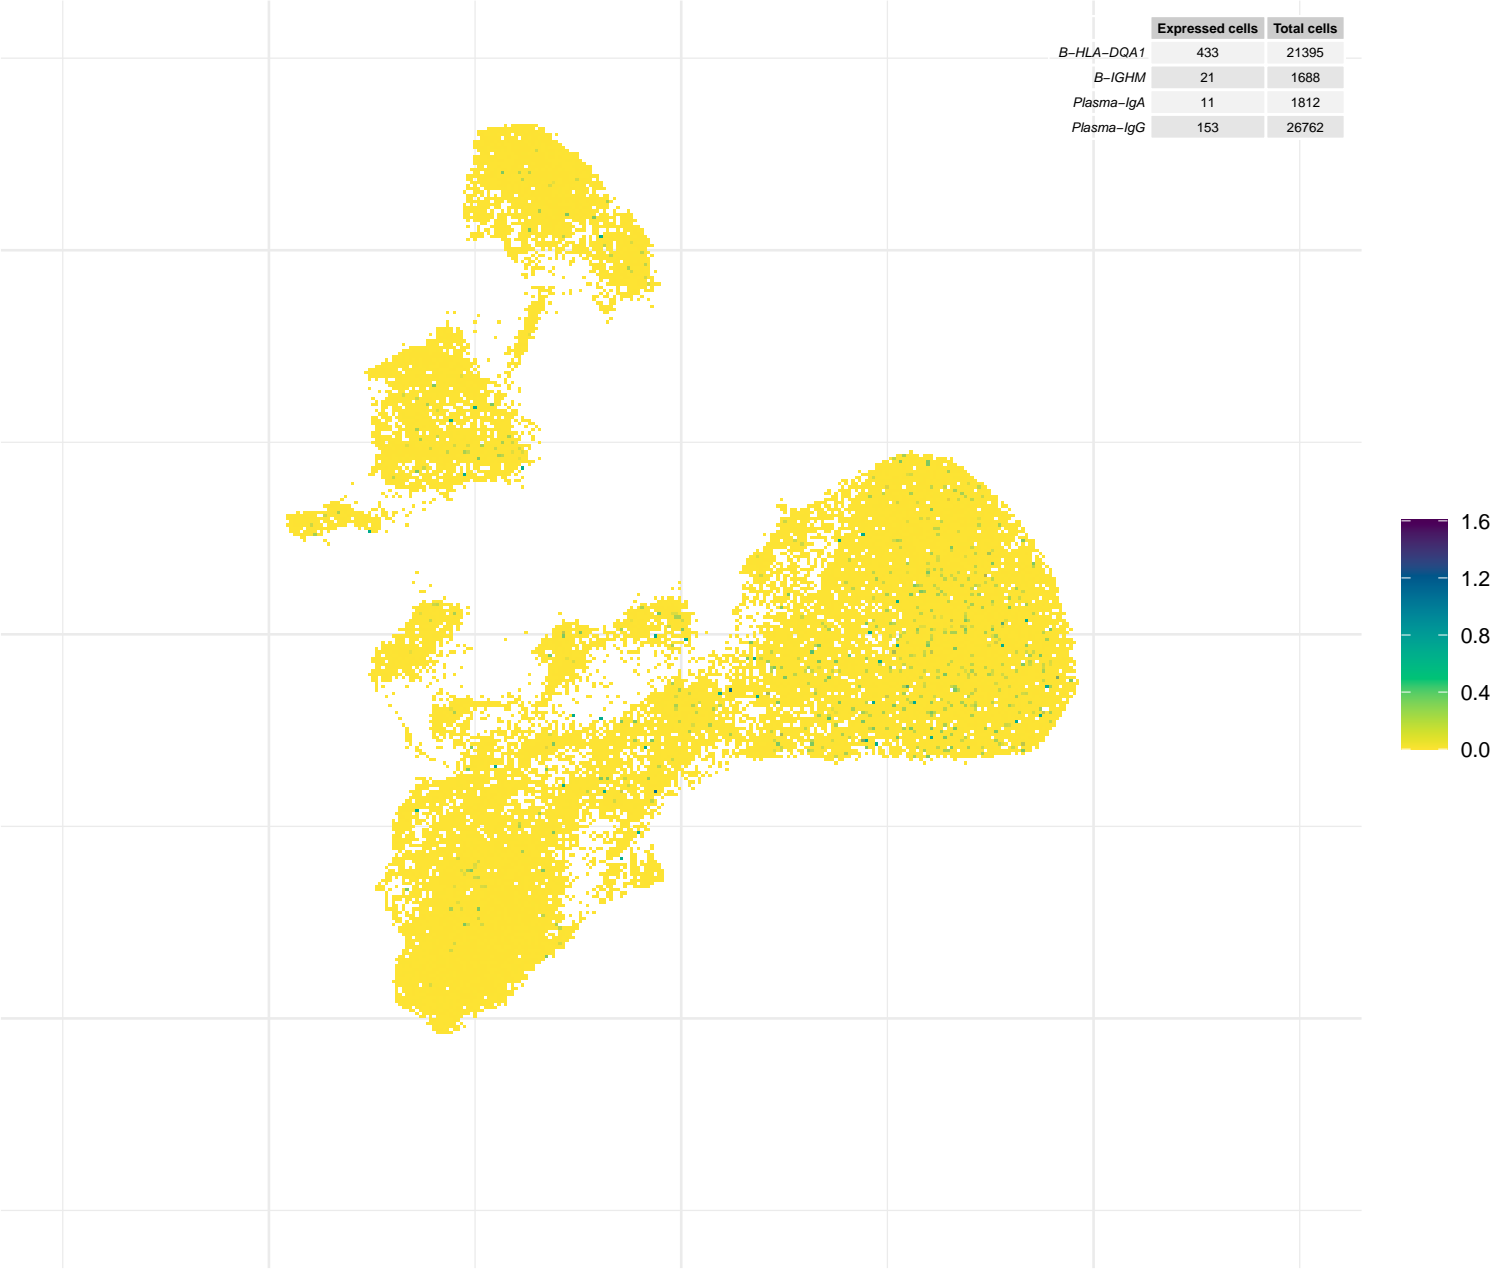 Expressed cells Total cells
B−HLA−DQA1 433 21395
B−IGHM 21 1688
Plasma−IgA 11 1812
Plasma−IgG 153 26762
1.6
1.2
0.8
0.4
0.0